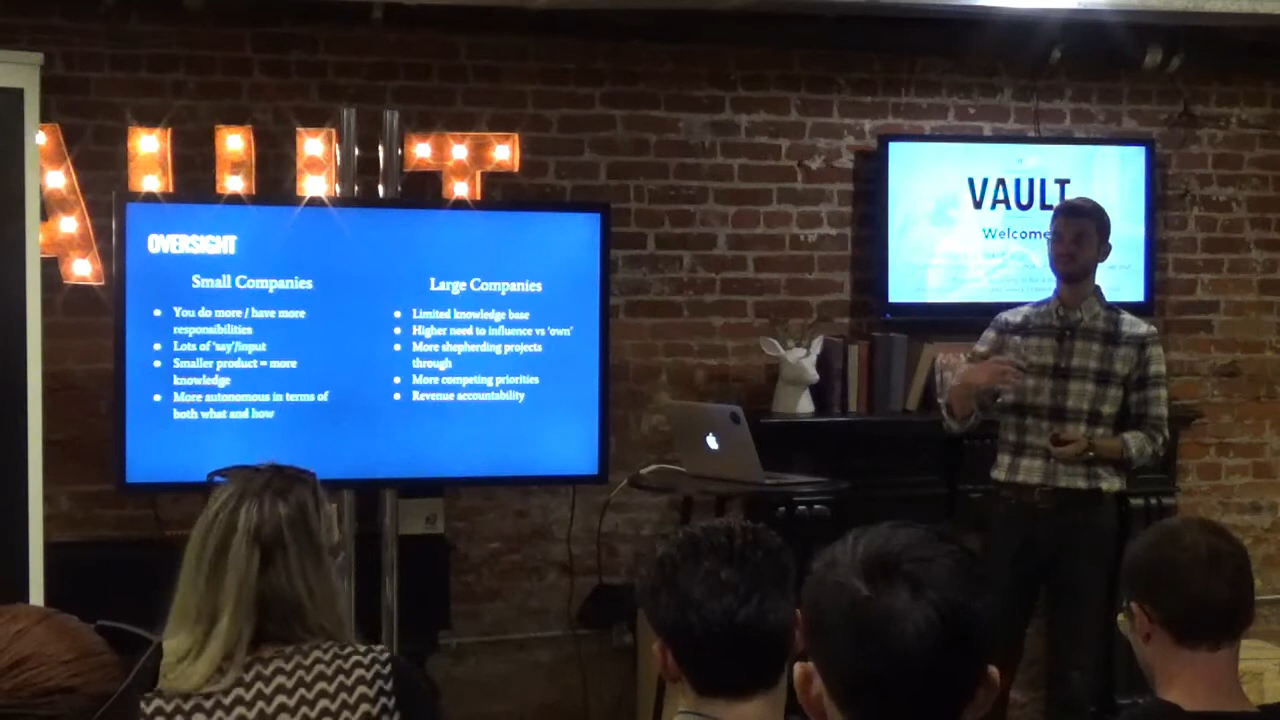 AULT
OVERSIGHT
Small Companies
● You do more / have more
responsibilities
● Lots of 'say'/input
● Smaller product = more
knowledge
● More autonomous in terms of
both what and how
Large Companies
● Limited knowledge base
● Higher need to influence vs 'own'
● More shepherding projects
through
● More competing priorities
● Revenue accountability
VAULT
Welcome